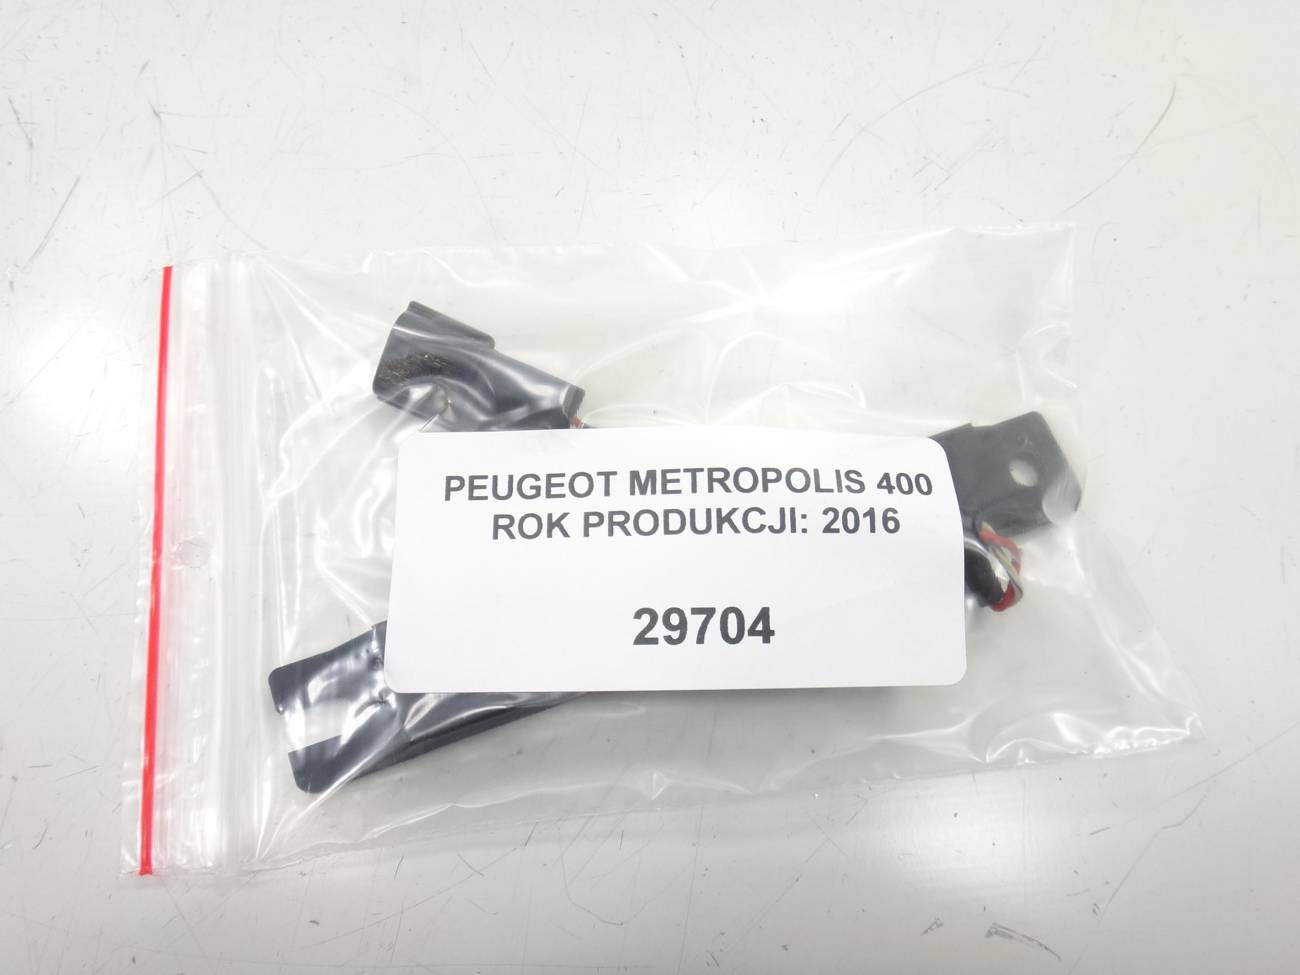 PEUGEOT METROPOLIS 400
ROK PRODUKCJI: 2016
29704